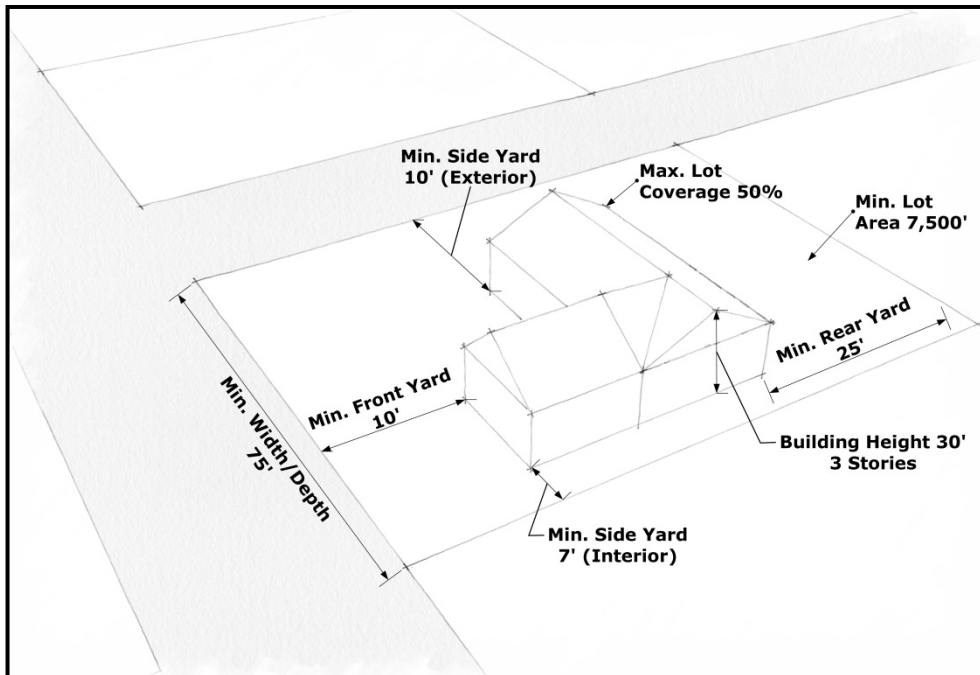 Min. Side Yard
10' (Exterior)
Max. Lot
Coverage 50%
Min. Lot
Area 7,500'
Min. Rear Yard
25'
Min. Front Yard
10'
Min. Width/Depth
75'
Building Height 30'
3 Stories
Min. Side Yard
7' (Interior)